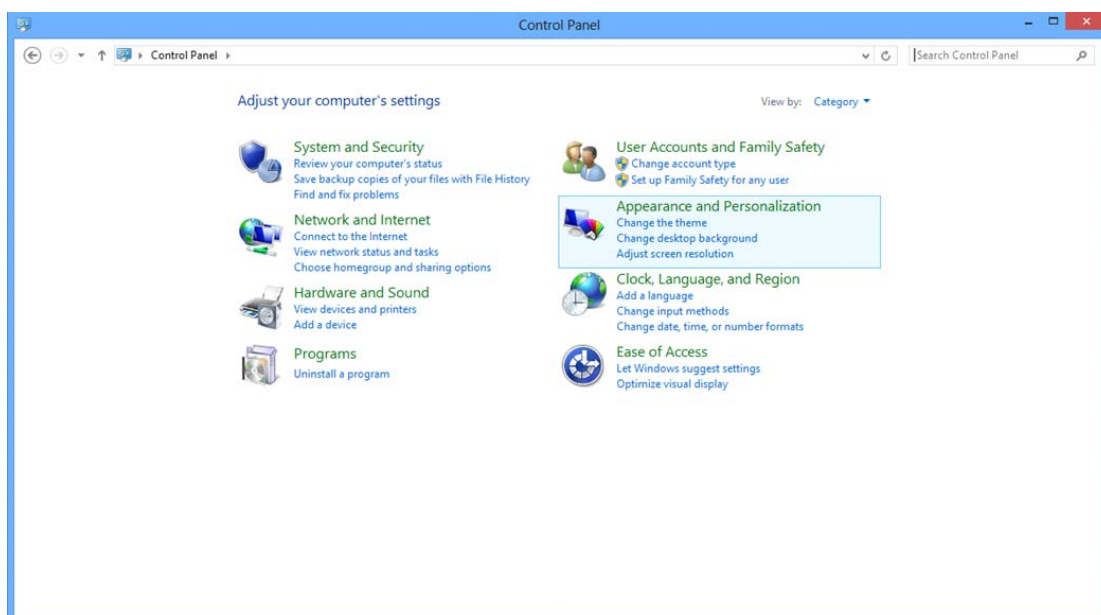 Control Panel
Control Panel
Search Control Panel
Adjust your computer's settings
View by: Category
System and Security
Review your computer's status
Save backup copies of your files with File History
Find and fix problems
Network and Internet
Connect to the Internet
View network status and tasks
Choose homegroup and sharing options
Hardware and Sound
View devices and printers
Add a device
Programs
Uninstall a program
User Accounts and Family Safety
Change account type
Set up Family Safety for any user
Appearance and Personalization
Change the theme
Change desktop background
Adjust screen resolution
Clock, Language, and Region
Add a language
Change input methods
Change date, time, or number formats
Ease of Access
Let Windows suggest settings
Optimize visual display